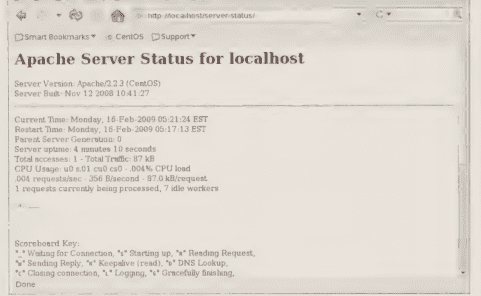 http://localhost/server-status/
Smart Bookmarks CentOS Support
Apache Server Status for localhost
Server Version: Apache/2.2.3 (CentOS)
Server Built: Nov 12 2008 10:41:27
Current Time: Monday, 16-Feb-2009 05:21:24 EST
Restart Time: Monday, 16-Feb-2009 05:17:13 EST
Parent Server Generation: 0
Server uptime: 4 minutes 10 seconds
Total accesses: 1 - Total Traffic: 87 kB
CPU Usage: u0 s.01 cu0 cs0 - .004% CPU load
.004 requests/sec - 356 B/second - 87.0 kB/request
1 requests currently being processed, 7 idle workers
Scoreboard Key:
"_" Waiting for Connection, "S" Starting up, "R" Reading Request,
Sending Reply, "K" Keepalive (read), DNS Lookup,
"C" Closing connection, "L" Logging, Gracefully finishing,
Done